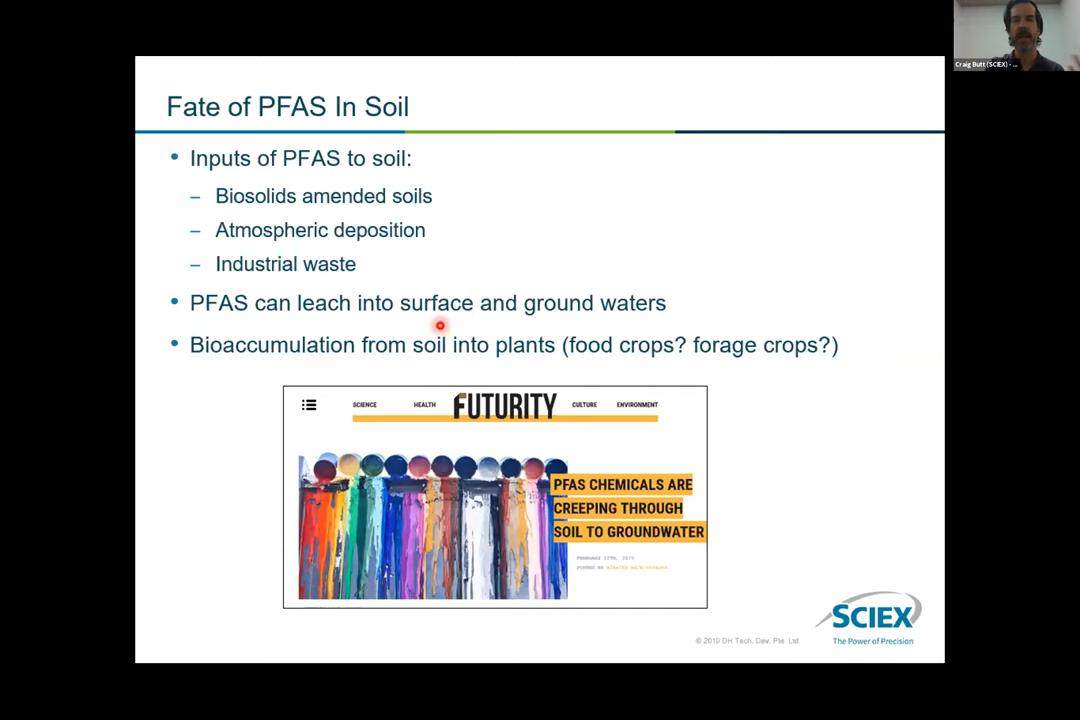 Craig Butt (SCIEX) - ...
Fate of PFAS In Soil
• Inputs of PFAS to soil:
– Biosolids amended soils
– Atmospheric deposition
– Industrial waste
• PFAS can leach into surface and ground waters
• Bioaccumulation from soil into plants (food crops? forage crops?)
SCIENCE HEALTH FUTURITY CULTURE ENVIRONMENT
PFAS CHEMICALS ARE
CREEPING THROUGH
SOIL TO GROUNDWATER
POSTED BY
SCIEX
The Power of Precision
© 2019 DH Tech. Dev. Pte. Ltd